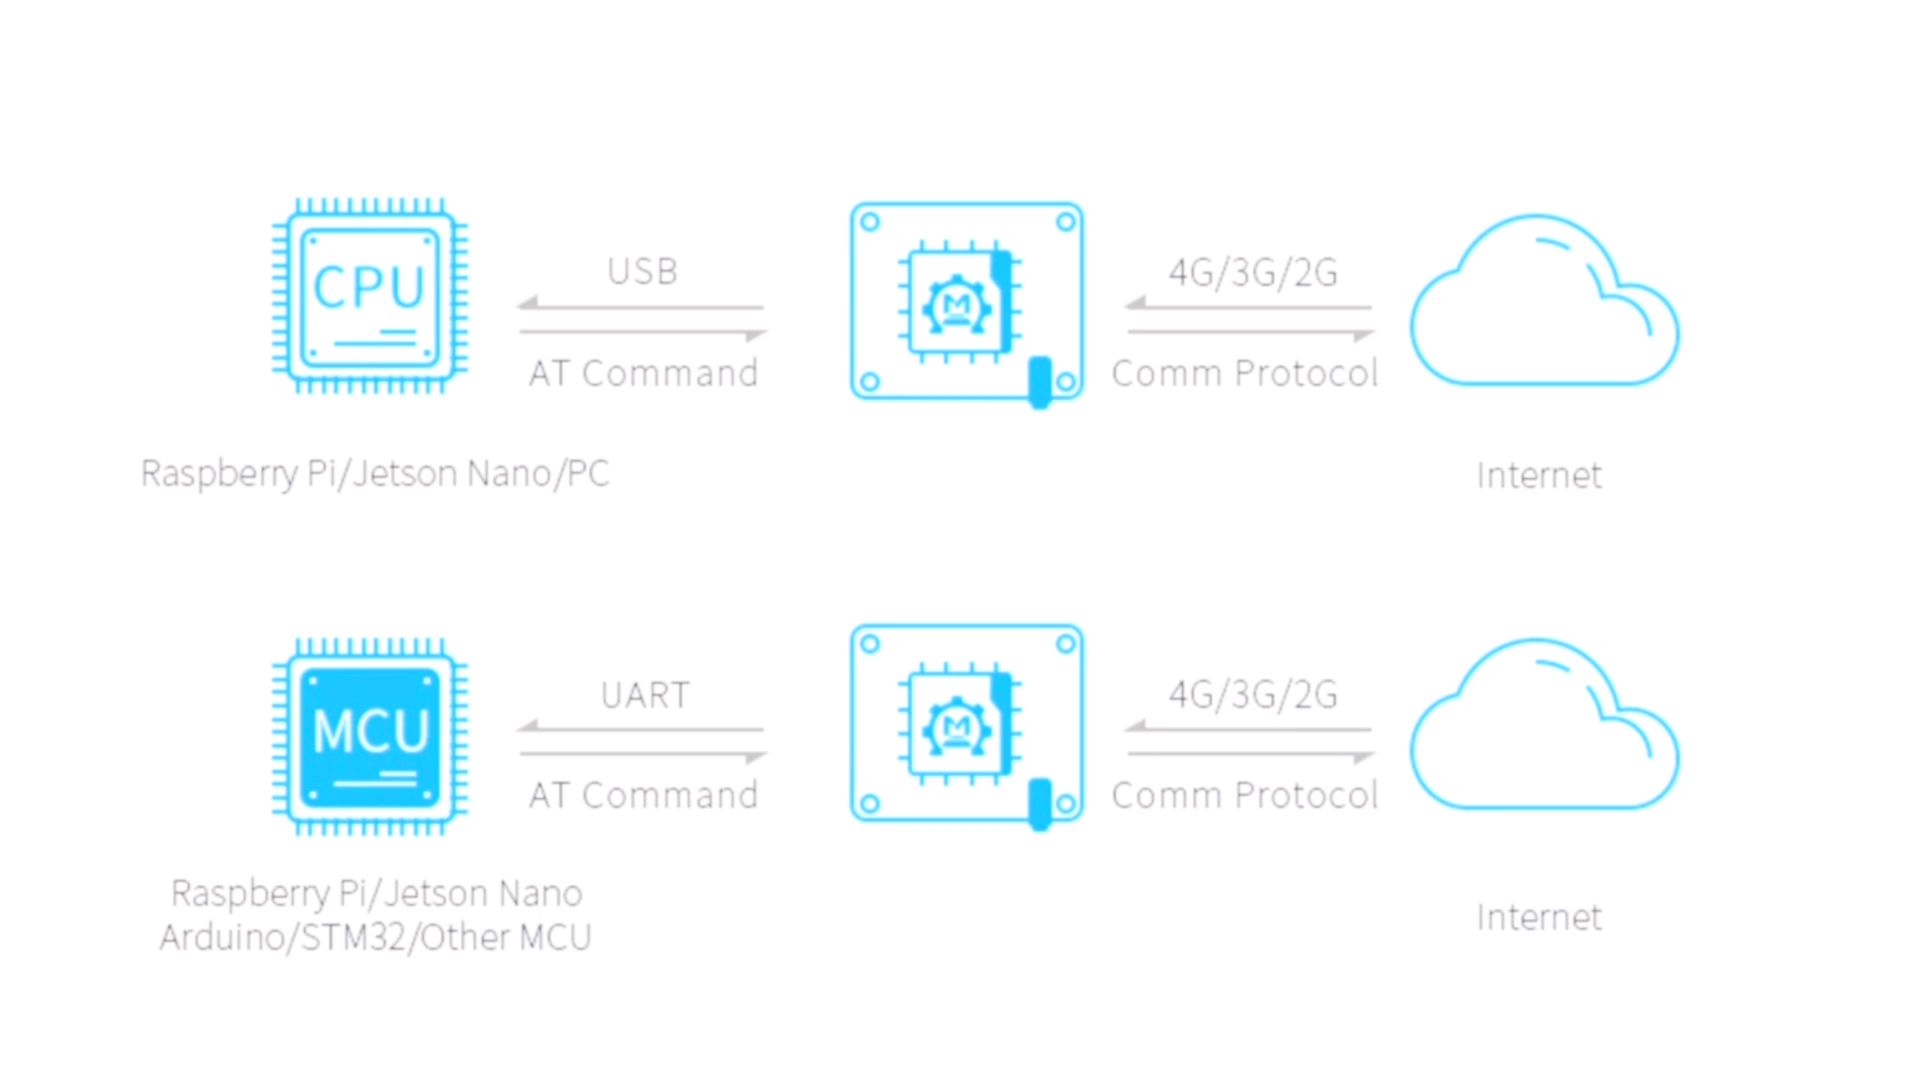 CPU
USB
AT Command
M
4G/3G/2G
Comm Protocol
Raspberry Pi/Jetson Nano/PC
Internet
MCU
UART
AT Command
M
4G/3G/2G
Comm Protocol
Raspberry Pi/Jetson Nano
Arduino/STM32/Other MCU
Internet